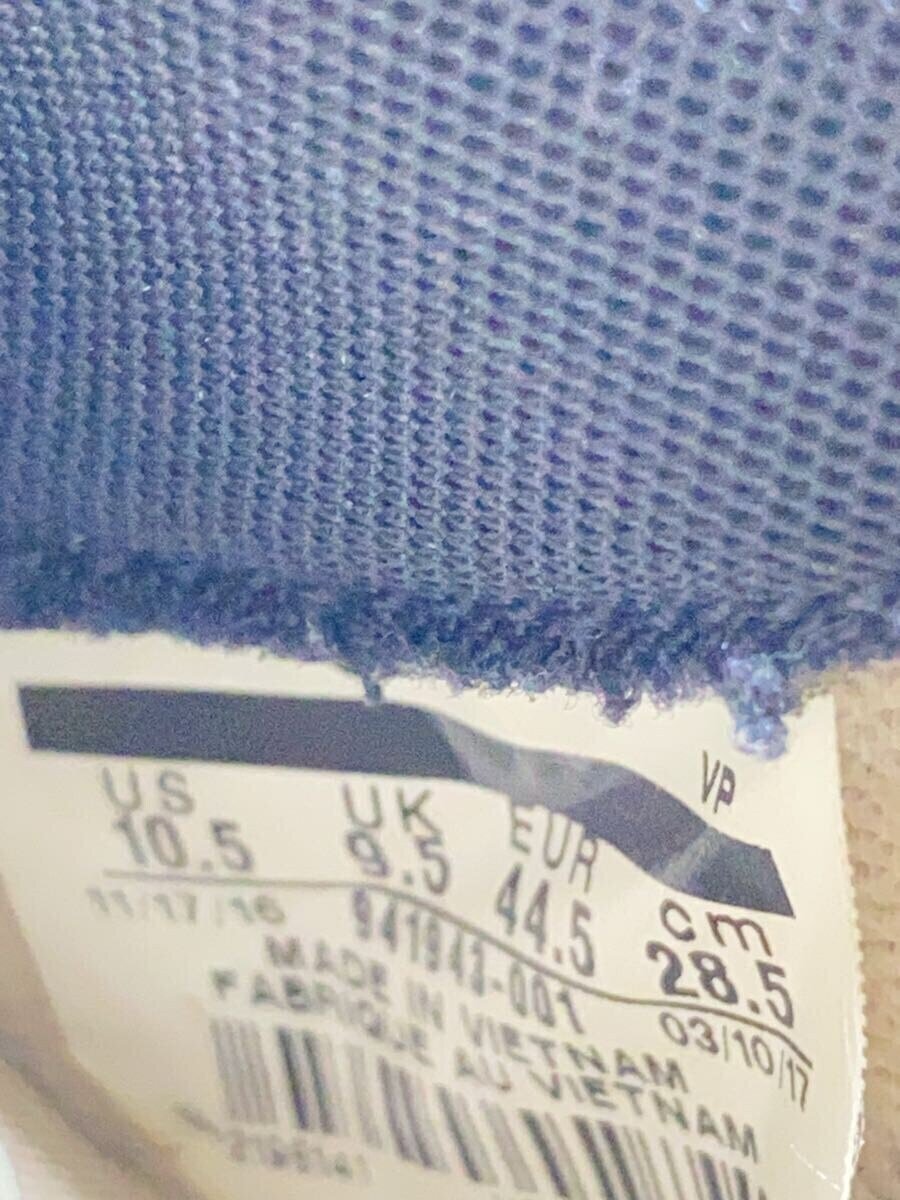 VP
US UK EUR cm
10.5 9.5 44.5 28.5
11/17/16 941943-001 03/10/17
MADE IN VIETNAM
FABRIQUE AU VIETNAM